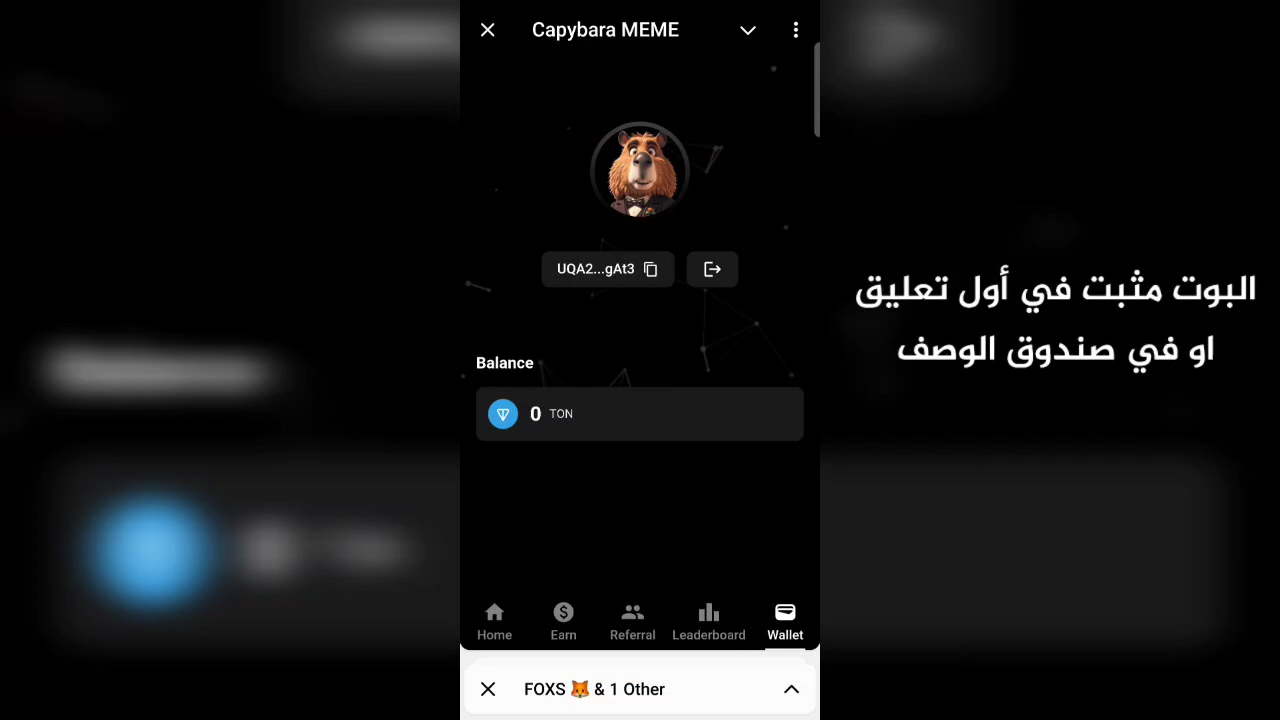 Capybara MEME
UQA2...gAt3
البوت مثبت في أول تعليق
او في صندوق الوصف
Balance
0 TON
Home Earn Referral Leaderboard Wallet
FOXS 🦊 & 1 Other